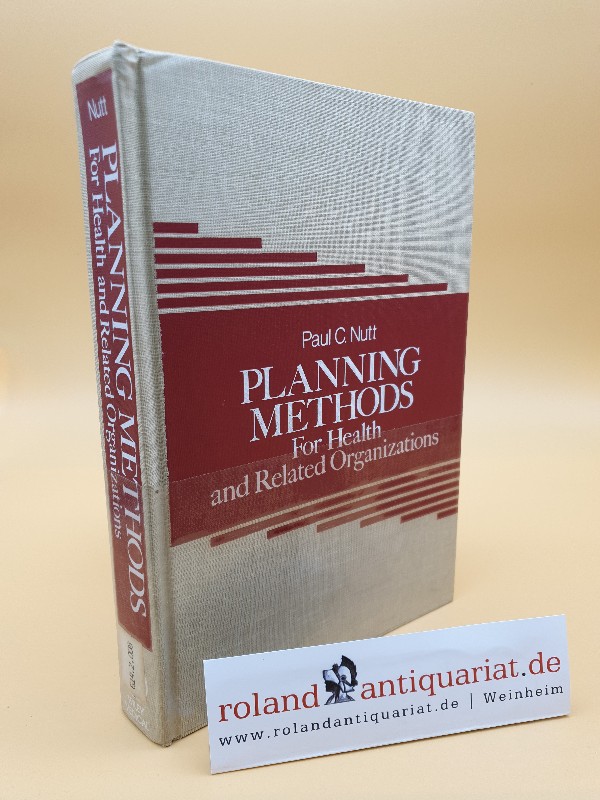 Nutt
PLANNING METHODS
For Health and Related Organizations
Paul C. Nutt
PLANNING
METHODS
For Health
and Related Organizations
roland antiquariat.de
www.rolandantiquariat.de | Weinheim